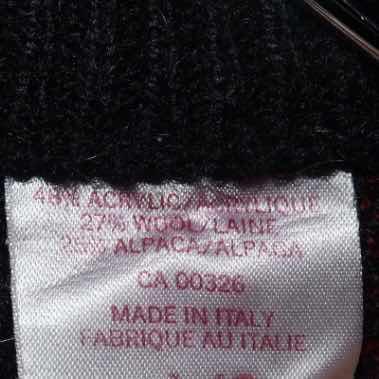 48% ACRYLIC/ACRYLIQUE
27% WOOL/LAINE
25% ALPACA/ALPAGA
CA 00326
MADE IN ITALY
FABRIQUE AU ITALIE